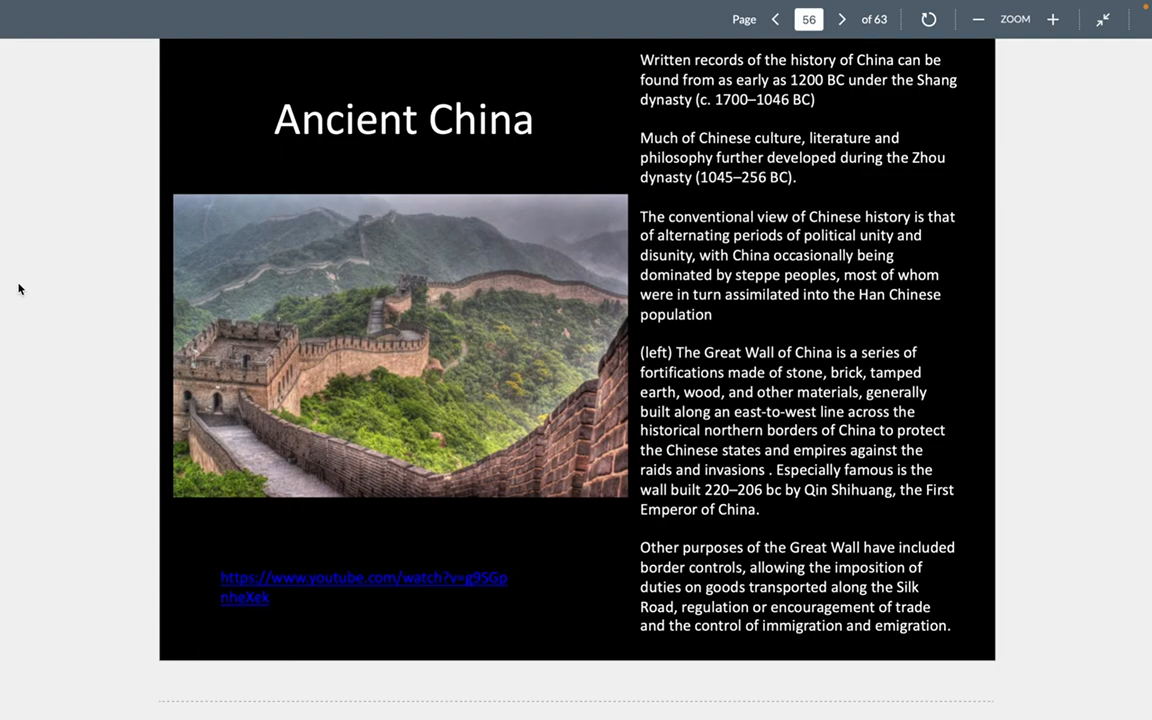 Page 56 of 63 ZOOM
Ancient China
Written records of the history of China can be
found from as early as 1200 BC under the Shang
dynasty (c. 1700–1046 BC)
Much of Chinese culture, literature and
philosophy further developed during the Zhou
dynasty (1045–256 BC).
The conventional view of Chinese history is that
of alternating periods of political unity and
disunity, with China occasionally being
dominated by steppe peoples, most of whom
were in turn assimilated into the Han Chinese
population
(left) The Great Wall of China is a series of
fortifications made of stone, brick, tamped
earth, wood, and other materials, generally
built along an east-to-west line across the
historical northern borders of China to protect
the Chinese states and empires against the
raids and invasions . Especially famous is the
wall built 220–206 bc by Qin Shihuang, the First
Emperor of China.
Other purposes of the Great Wall have included
border controls, allowing the imposition of
duties on goods transported along the Silk
Road, regulation or encouragement of trade
and the control of immigration and emigration.
https://www.youtube.com/watch?v=g95Gp
nheXek